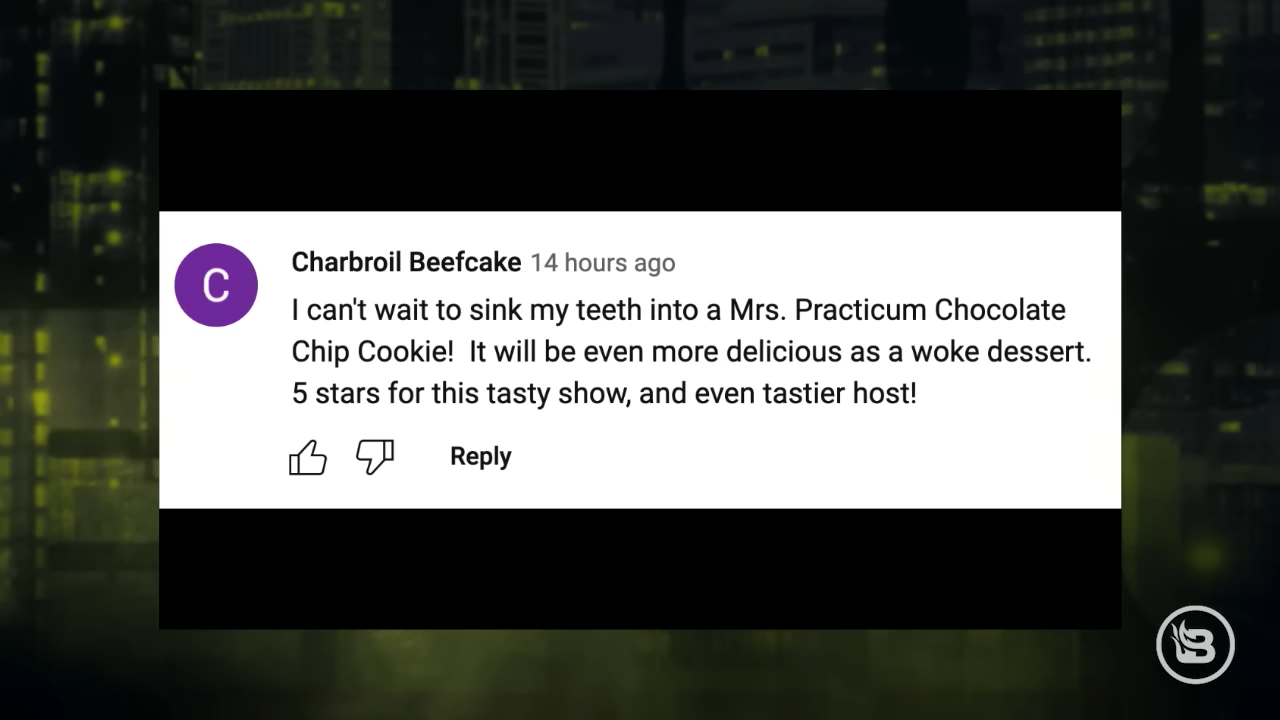 C
Charbroil Beefcake 14 hours ago
I can't wait to sink my teeth into a Mrs. Practicum Chocolate
Chip Cookie!  It will be even more delicious as a woke dessert.
5 stars for this tasty show, and even tastier host!
Reply
B